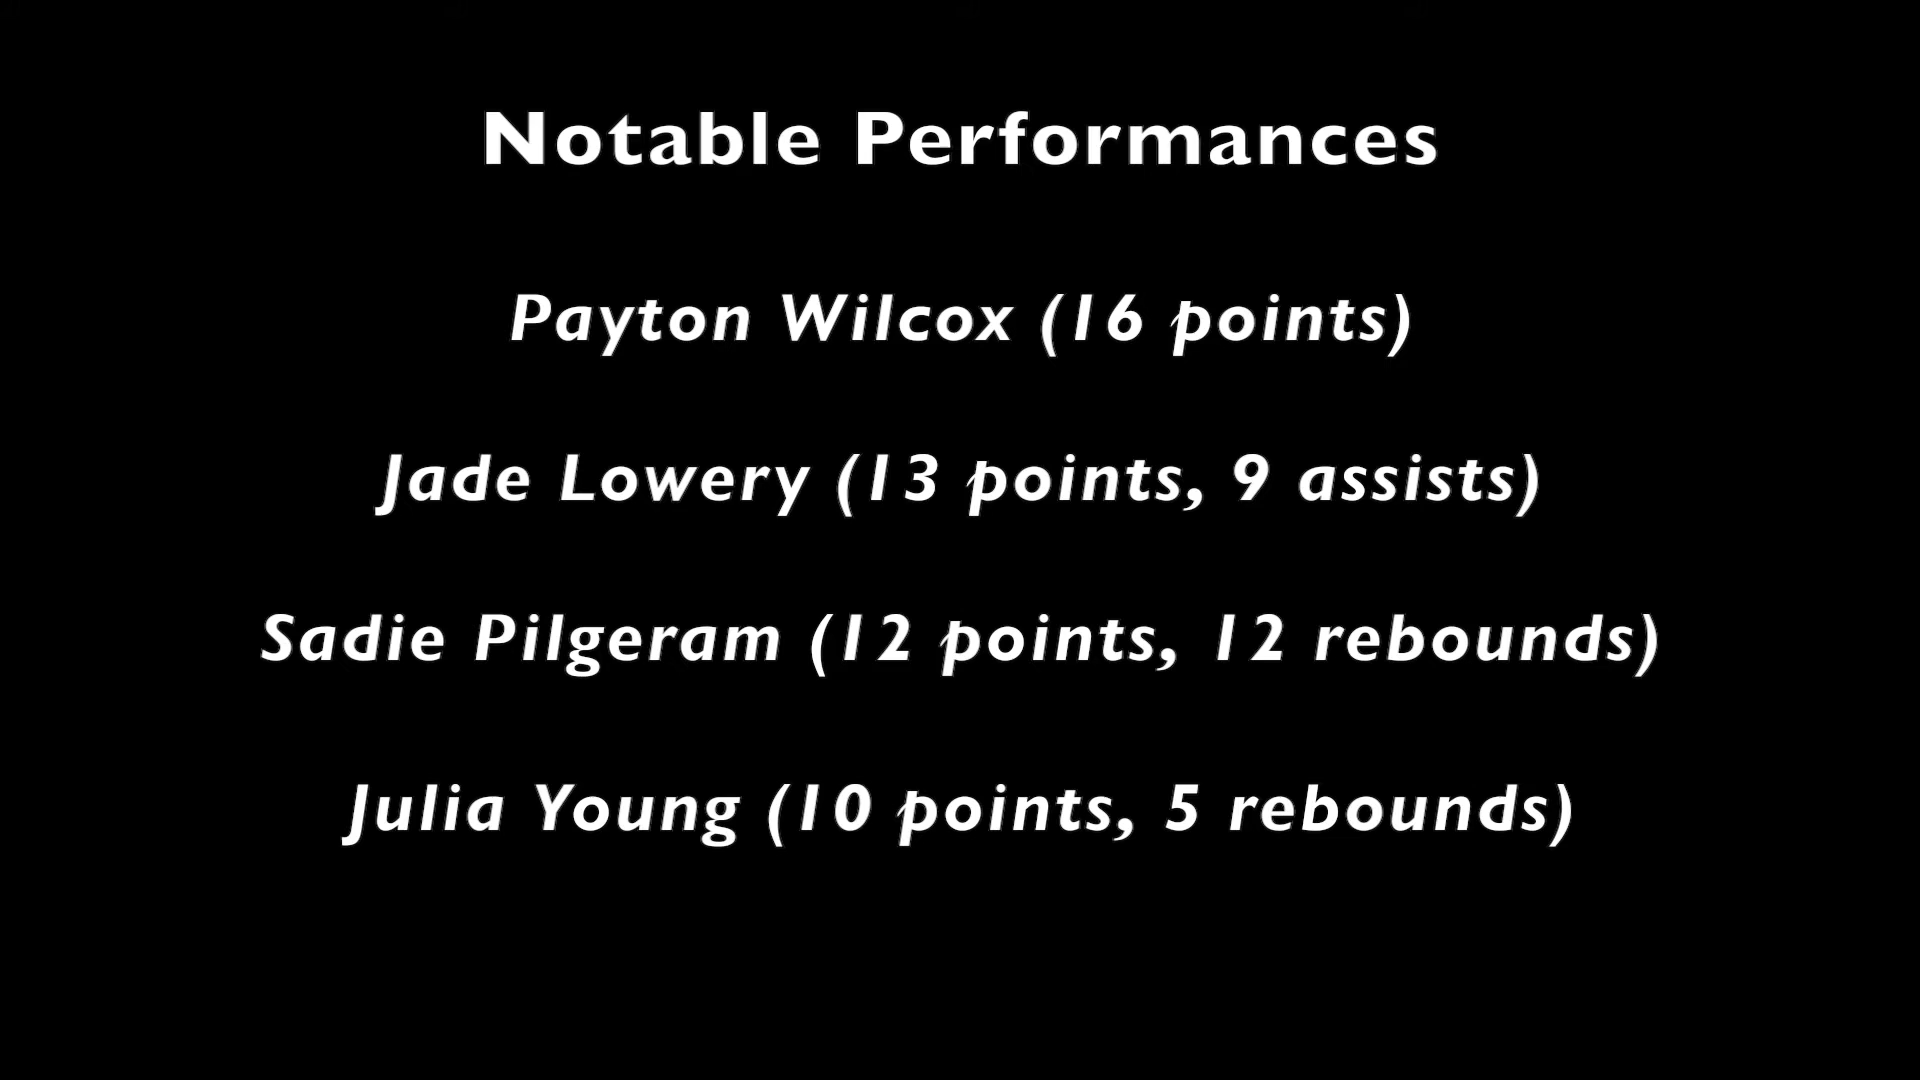 Notable Performances
Payton Wilcox (16 points)
Jade Lowery (13 points, 9 assists)
Sadie Pilgeram (12 points, 12 rebounds)
Julia Young (10 points, 5 rebounds)